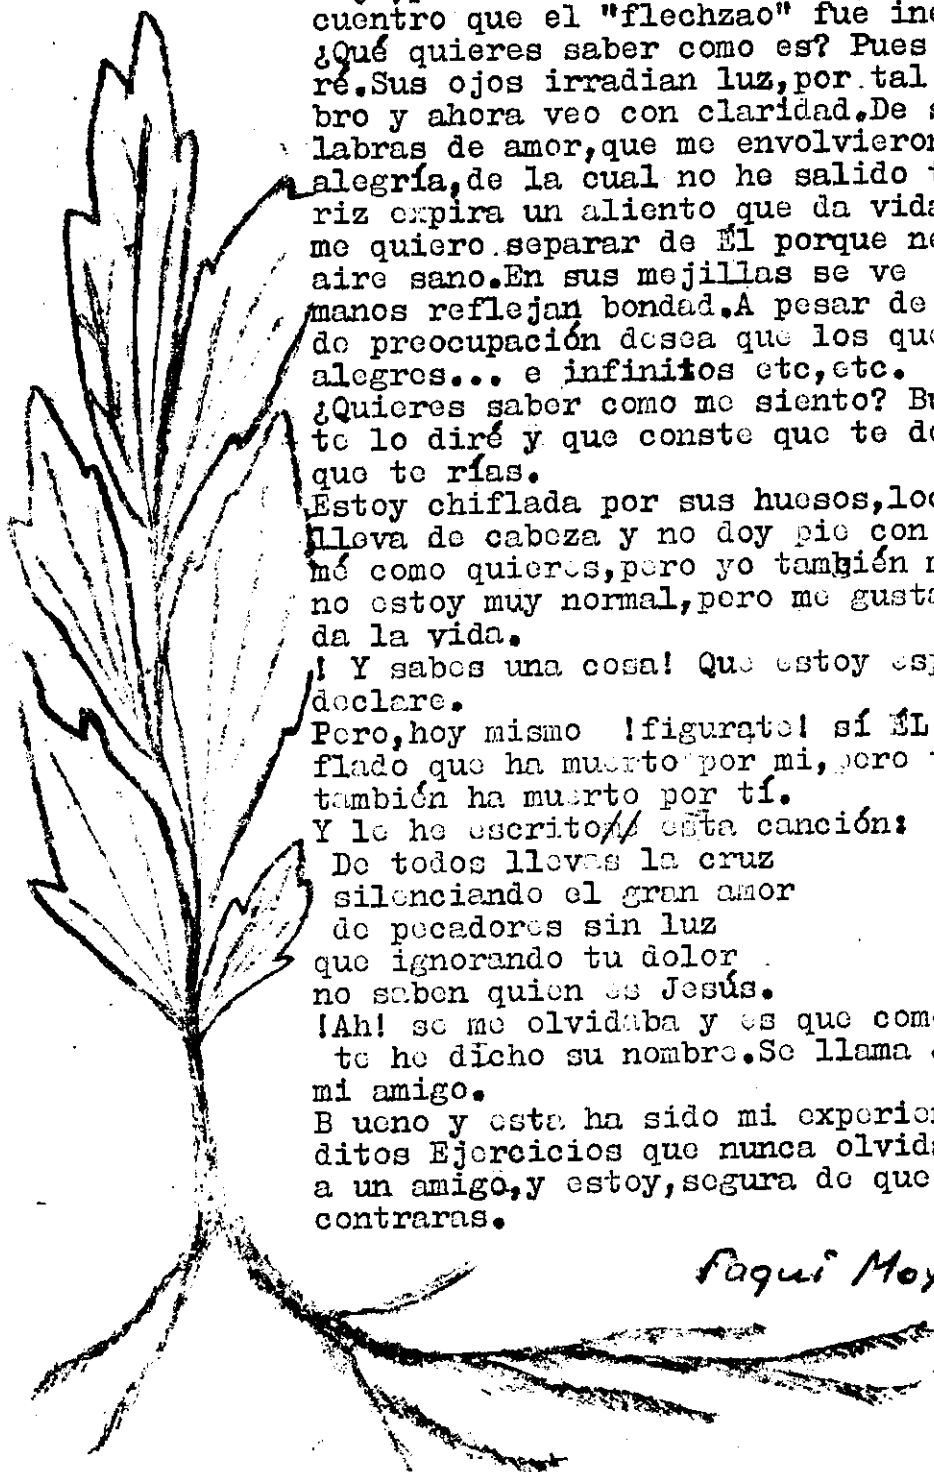 cuentro que el "flechzao" fue ine
¿Qué quieres saber como es? Pues
ré.Sus ojos irradian luz,por tal
bro y ahora veo con claridad.De s
labras de amor,que me envolvieron
alegría,de la cual no he salido t
riz expira un aliento que da vida
me quiero separar de Él porque ne
aire sano.En sus mejillas se ve
manos reflejan bondad.A pesar de
de preocupación desea que los que
alegres... e infinitos etc,etc.
¿Quieres saber como me siento? Bu
te lo diré y que conste que te de
que te rías.
Estoy chiflada por sus huesos,loc
lleva de cabeza y no doy pie con
mé como quieres,pero yo también m
no estoy muy normal,pero me gusta
da la vida.
! Y sabes una cosa! Que estoy esp
declare.
Pero,hoy mismo !figurate! sí ÉL
flado que ha muerto por mi,pero t
también ha muerto por tí.
Y le he escrito// esta canción:
De todos llevas la cruz
silenciando el gran amor
de pecadores sin luz
que ignorando tu dolor
no saben quien es Jesús.
!Ah! se me olvidaba y es que com
te he dicho su nombre.Se llama
mi amigo.
B ueno y esta ha sido mi experien
ditos Ejercicios que nunca olvida
a un amigo,y estoy,segura de que
contraras.
Paqui Moy